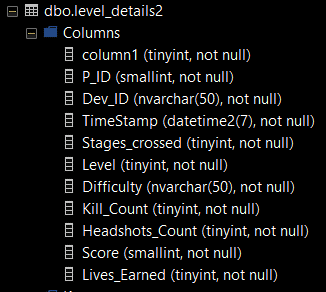 dbo.level_details2
Columns
column1 (tinyint, not null)
P_ID (smallint, not null)
Dev_ID (nvarchar(50), not null)
TimeStamp (datetime2(7), not null)
Stages_crossed (tinyint, not null)
Level (tinyint, not null)
Difficulty (nvarchar(50), not null)
Kill_Count (tinyint, not null)
Headshots_Count (tinyint, not null)
Score (smallint, not null)
Lives_Earned (tinyint, not null)